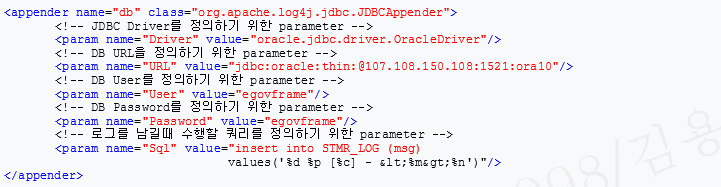 <appender name="db" class="org.apache.log4j.jdbc.JDBCAppender">
<!-- JDBC Driver를 정의하기 위한 parameter -->
<param name="Driver" value="oracle.jdbc.driver.OracleDriver"/>
<!-- DB URL을 정의하기 위한 parameter -->
<param name="URL" value="jdbc:oracle:thin:@107.108.150.108:1521:ora10"/>
<!-- DB User를 정의하기 위한 parameter -->
<param name="User" value="egovframe"/>
<!-- DB Password를 정의하기 위한 parameter -->
<param name="Password" value="egovframe"/>
<!-- 로그를 남길때 수행할 쿼리를 정의하기 위한 parameter -->
<param name="Sql" value="insert into STMR_LOG (msg)
values('%d %p [%c] - &lt;%m&gt;%n')"/>
</appender>
998/김용